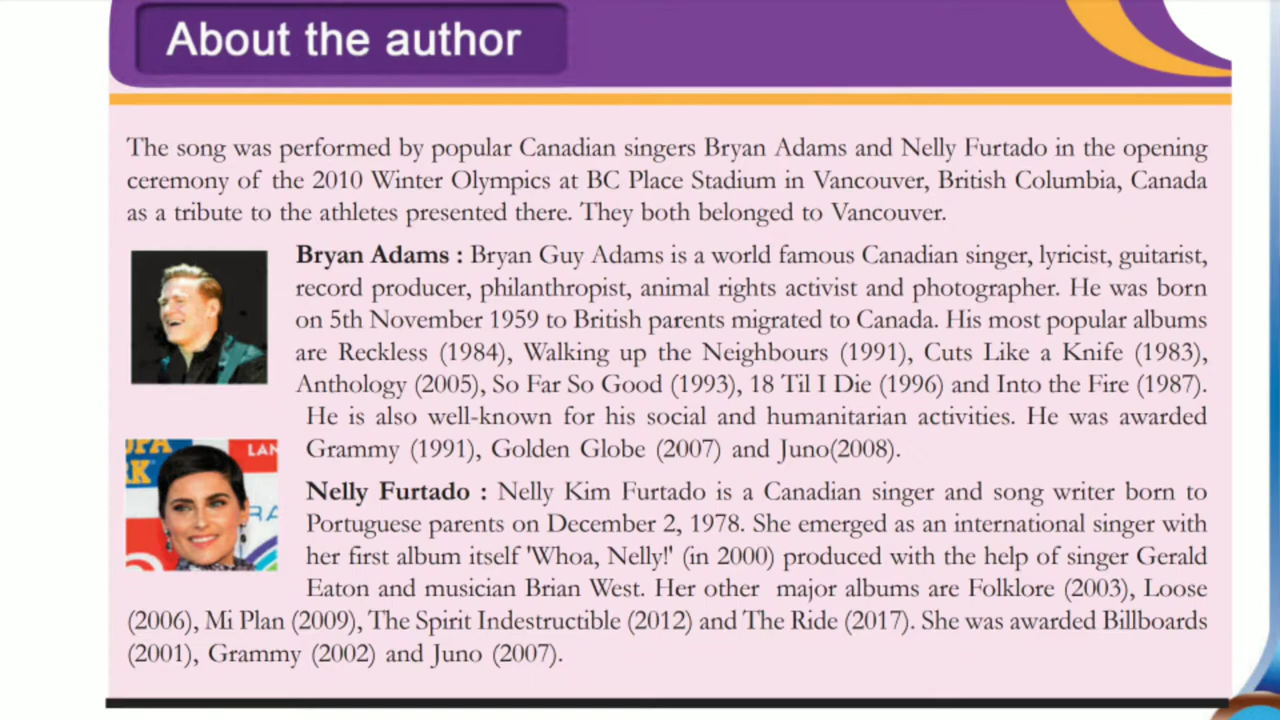 About the author
The song was performed by popular Canadian singers Bryan Adams and Nelly Furtado in the opening
ceremony of the 2010 Winter Olympics at BC Place Stadium in Vancouver, British Columbia, Canada
as a tribute to the athletes presented there. They both belonged to Vancouver.
Bryan Adams : Bryan Guy Adams is a world famous Canadian singer, lyricist, guitarist,
record producer, philanthropist, animal rights activist and photographer. He was born
on 5th November 1959 to British parents migrated to Canada. His most popular albums
are Reckless (1984), Walking up the Neighbours (1991), Cuts Like a Knife (1983),
Anthology (2005), So Far So Good (1993), 18 Til I Die (1996) and Into the Fire (1987).
He is also well-known for his social and humanitarian activities. He was awarded
Grammy (1991), Golden Globe (2007) and Juno(2008).
Nelly Furtado : Nelly Kim Furtado is a Canadian singer and song writer born to
Portuguese parents on December 2, 1978. She emerged as an international singer with
her first album itself 'Whoa, Nelly!' (in 2000) produced with the help of singer Gerald
Eaton and musician Brian West. Her other major albums are Folklore (2003), Loose
(2006), Mi Plan (2009), The Spirit Indestructible (2012) and The Ride (2017). She was awarded Billboards
(2001), Grammy (2002) and Juno (2007).